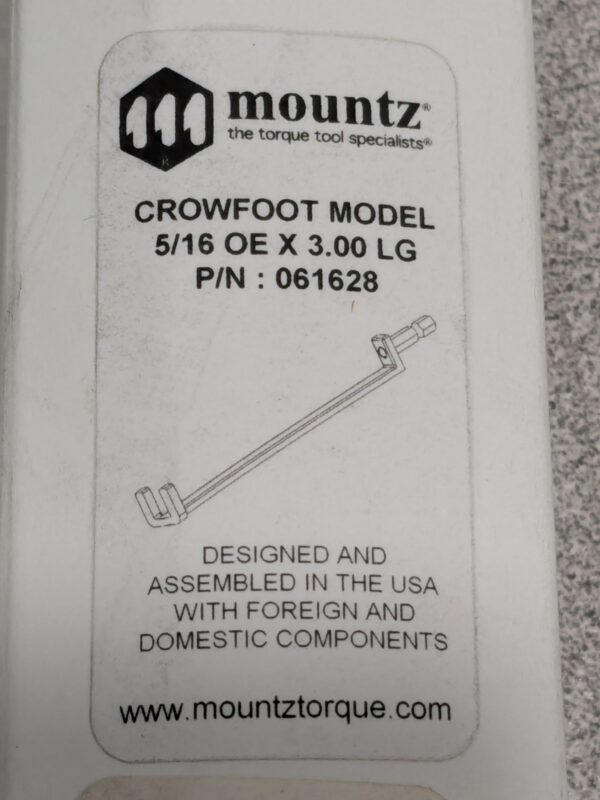 mountz®
the torque tool specialists®
CROWFOOT MODEL
5/16 OE X 3.00 LG
P/N : 061628
DESIGNED AND
ASSEMBLED IN THE USA
WITH FOREIGN AND
DOMESTIC COMPONENTS
www.mountztorque.com